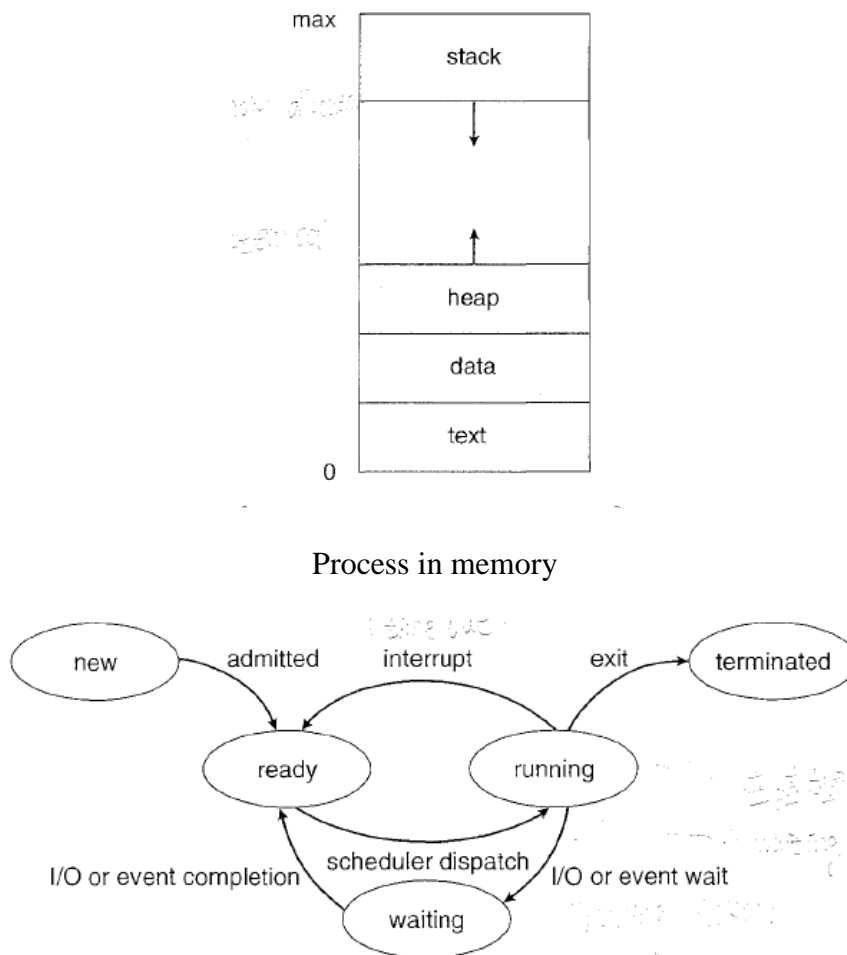 max
stack
heap
data
text
0
Process in memory
new
admitted
interrupt
exit
terminated
ready
running
I/O or event completion
scheduler dispatch
I/O or event wait
waiting